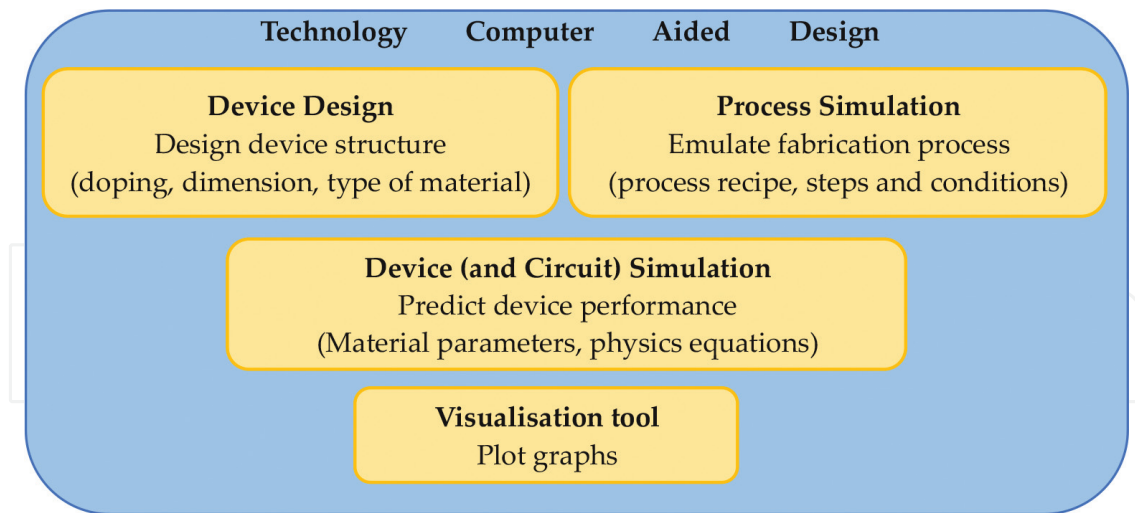 Technology Computer Aided Design
Device Design
Design device structure
(doping, dimension, type of material)
Process Simulation
Emulate fabrication process
(process recipe, steps and conditions)
Device (and Circuit) Simulation
Predict device performance
(Material parameters, physics equations)
Visualisation tool
Plot graphs